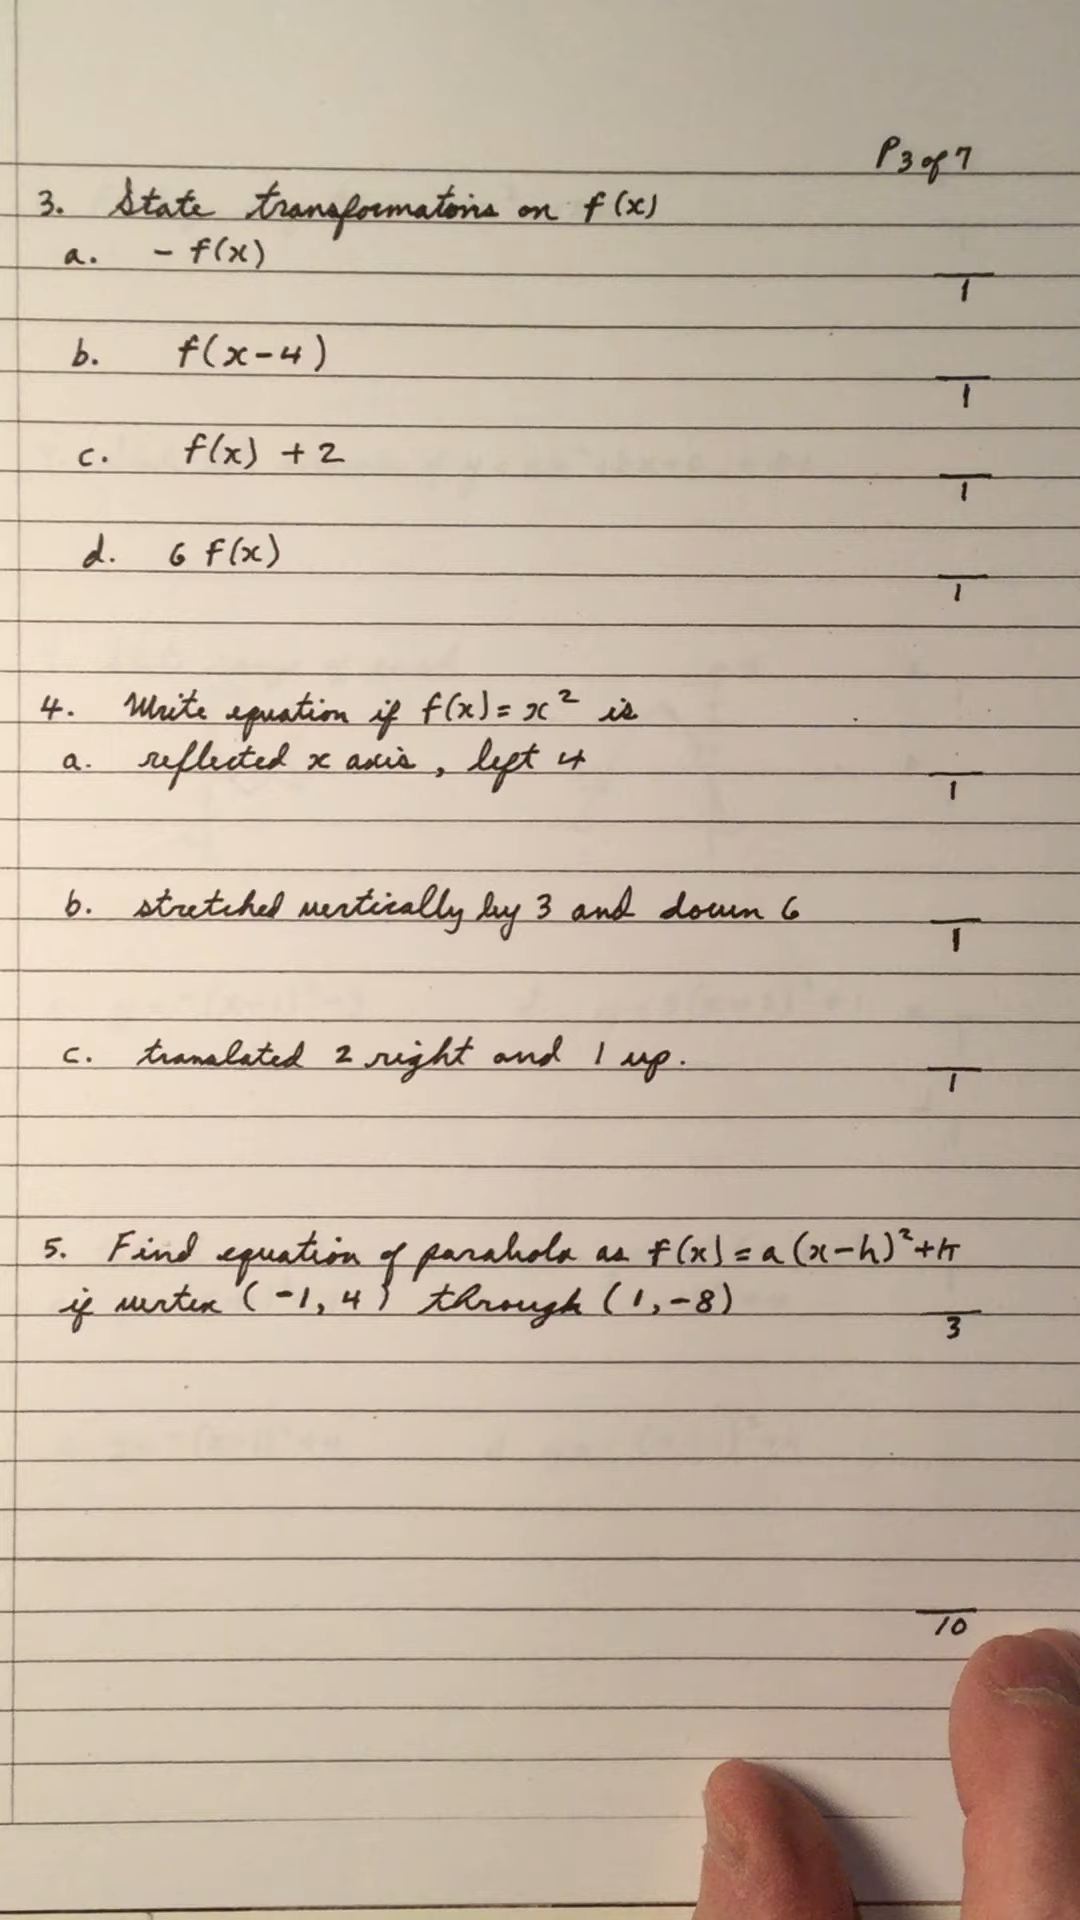 P3 of 7
3. State transformatoins on f(x)
a. - f(x)
1
b. f(x-4)
1
c. f(x) + 2
1
d. 6 f(x)
1
4. Write equation if f(x) = x² is
a. reflected x axis, left 4
1
b. stretched vertically by 3 and down 6
1
c. translated 2 right and 1 up.
1
5. Find equation of parabola as f(x) = a(x-h)²+k
if vertex (-1, 4) through (1, -8)
3
10